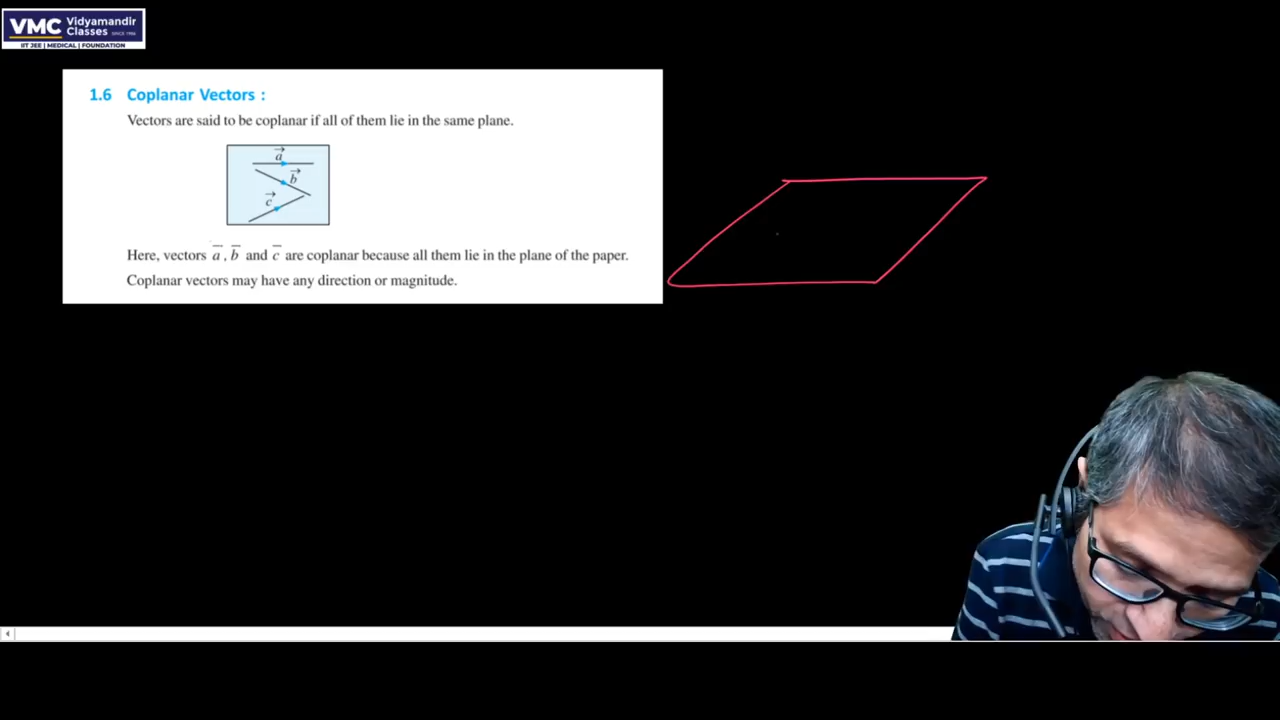 VMC Vidyamandir
Classes SINCE 1986
IIT JEE | MEDICAL | FOUNDATION
1.6 Coplanar Vectors :
Vectors are said to be coplanar if all of them lie in the same plane.
a
b
c
Here, vectors a̅ , b̅ and c̅ are coplanar because all them lie in the plane of the paper.
Coplanar vectors may have any direction or magnitude.